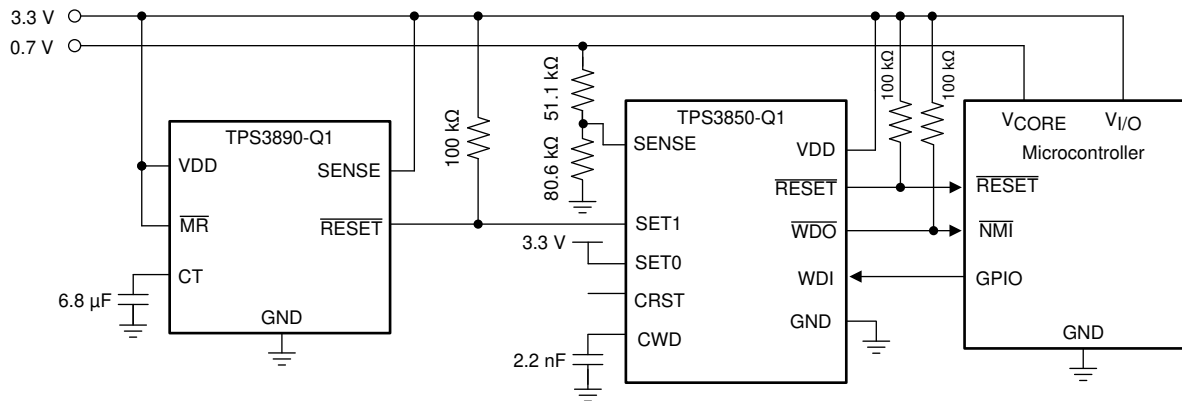 3.3 V
0.7 V
TPS3890-Q1
VDD
SENSE
MR
RESET
CT
GND
6.8 µF
100 kΩ
51.1 kΩ
80.6 kΩ
3.3 V
2.2 nF
TPS3850-Q1
SENSE
VDD
RESET
SET1
WDO
SET0
WDI
CRST
GND
CWD
100 kΩ
100 kΩ
VCORE
VI/O
Microcontroller
RESET
NMI
GPIO
GND